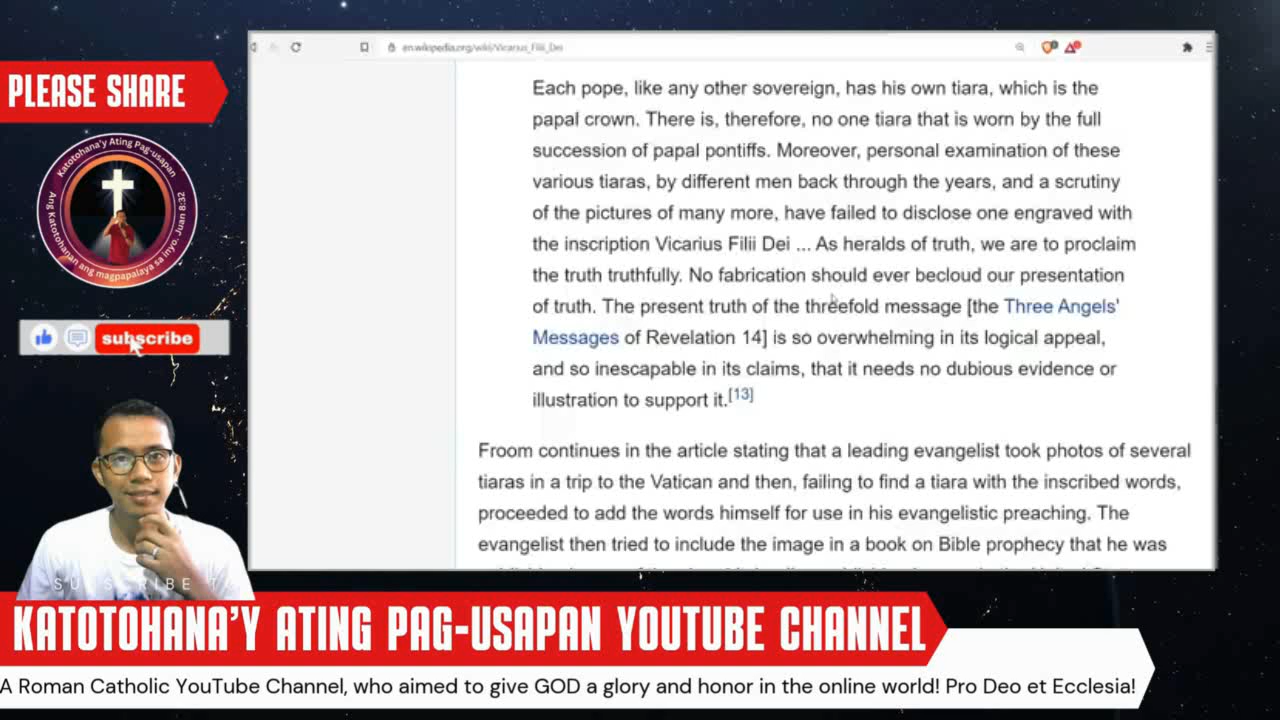 PLEASE SHARE
Katotohana'y Ating Pag-usapan
Ang Katotohanan ang magpapalaya sa inyo. Juan 8:32
subscribe
SUBSCRIBE T
en.wikipedia.org/wiki/Vicarius_Filii_Dei
Each pope, like any other sovereign, has his own tiara, which is the
papal crown. There is, therefore, no one tiara that is worn by the full
succession of papal pontiffs. Moreover, personal examination of these
various tiaras, by different men back through the years, and a scrutiny
of the pictures of many more, have failed to disclose one engraved with
the inscription Vicarius Filii Dei ... As heralds of truth, we are to proclaim
the truth truthfully. No fabrication should ever becloud our presentation
of truth. The present truth of the threefold message [the Three Angels'
Messages of Revelation 14] is so overwhelming in its logical appeal,
and so inescapable in its claims, that it needs no dubious evidence or
illustration to support it.[13]
Froom continues in the article stating that a leading evangelist took photos of several
tiaras in a trip to the Vatican and then, failing to find a tiara with the inscribed words,
proceeded to add the words himself for use in his evangelistic preaching. The
evangelist then tried to include the image in a book on Bible prophecy that he was
KATOTOHANA'Y ATING PAG-USAPAN YOUTUBE CHANNEL
A Roman Catholic YouTube Channel, who aimed to give GOD a glory and honor in the online world! Pro Deo et Ecclesia!